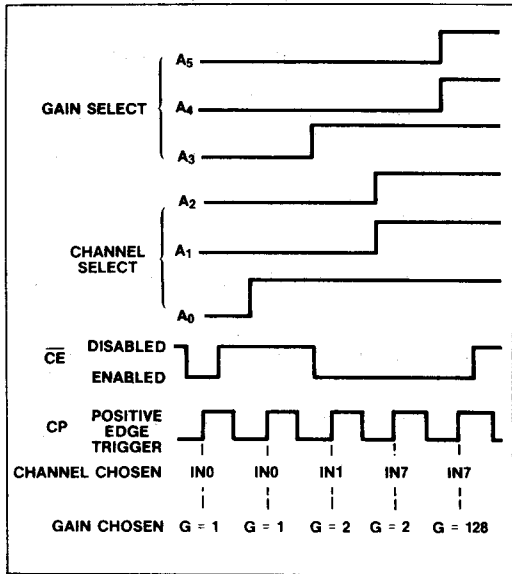 A5
GAIN SELECT
A4
A3
A2
CHANNEL SELECT
A1
A0
CE
DISABLED
ENABLED
CP
POSITIVE EDGE TRIGGER
CHANNEL CHOSEN IN0 IN0 IN1 IN7 IN7
GAIN CHOSEN G = 1 G = 1 G = 2 G = 2 G = 128